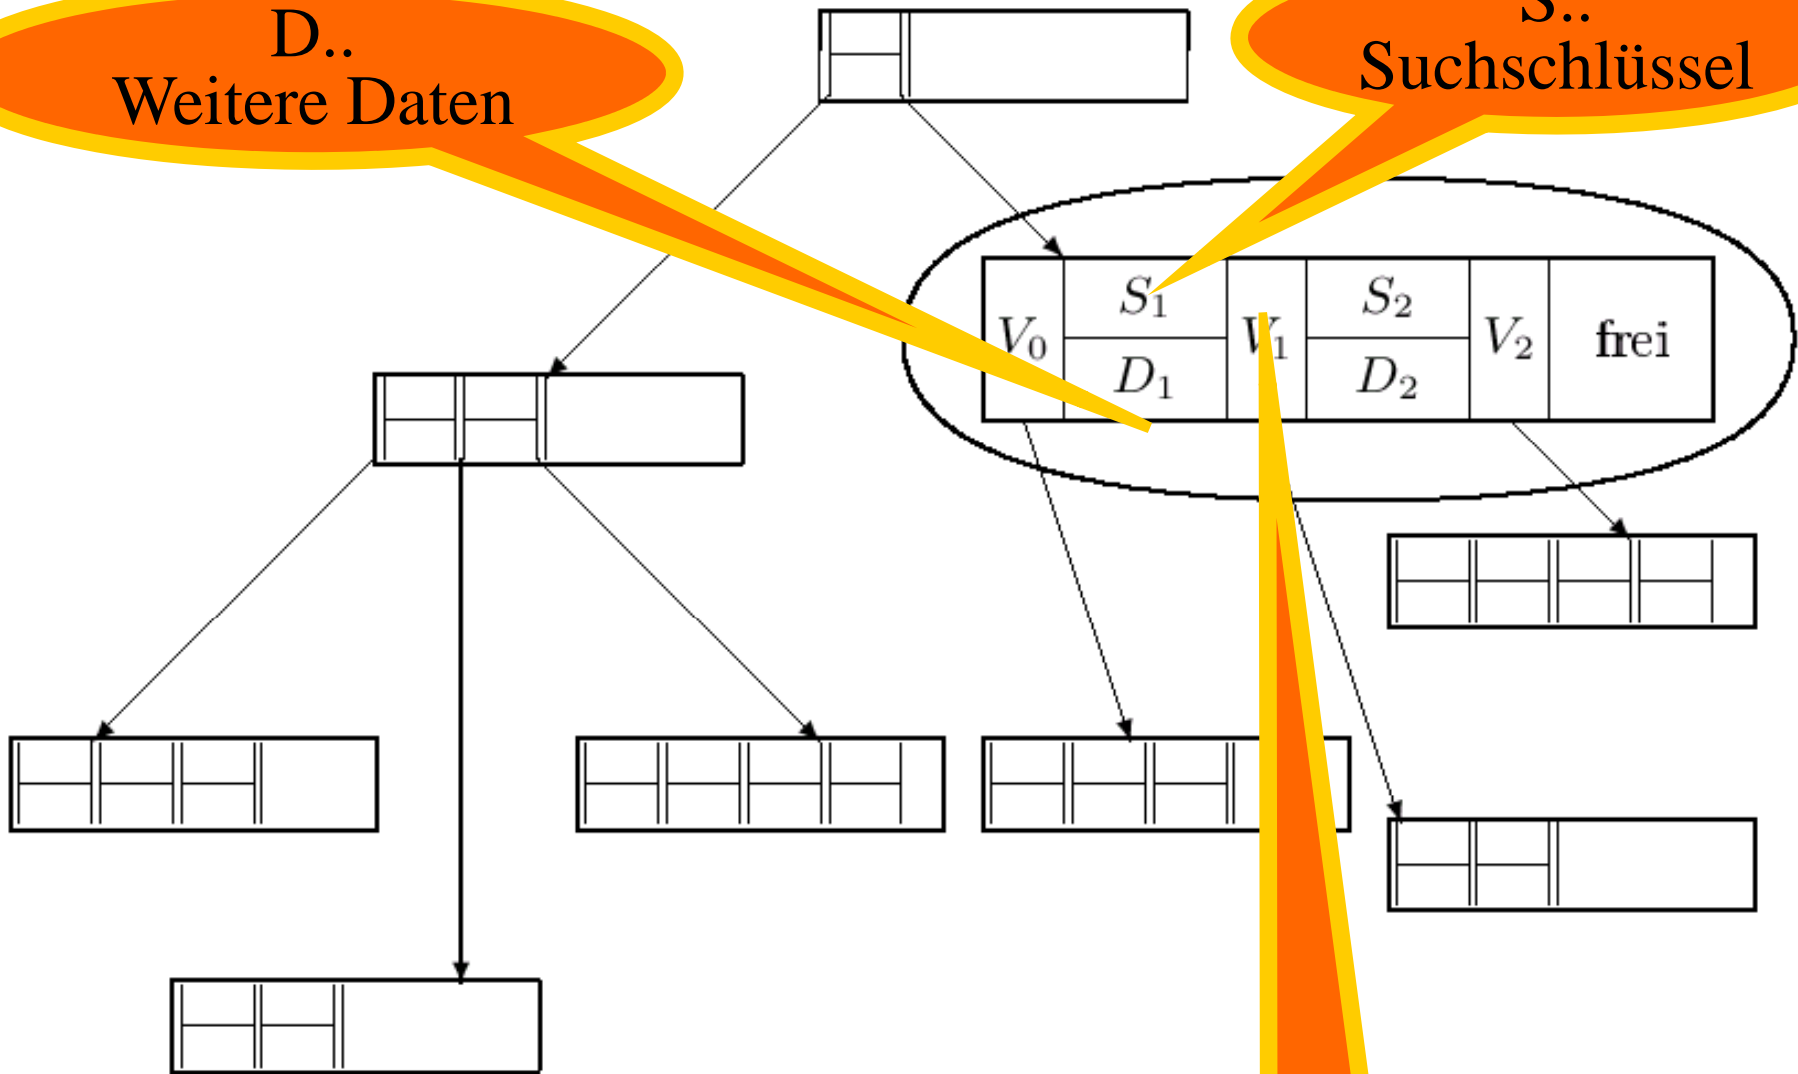 D..
Weitere Daten
S..
Suchschlüssel
V0 S1 V1 S2 V2 frei
D1 D2